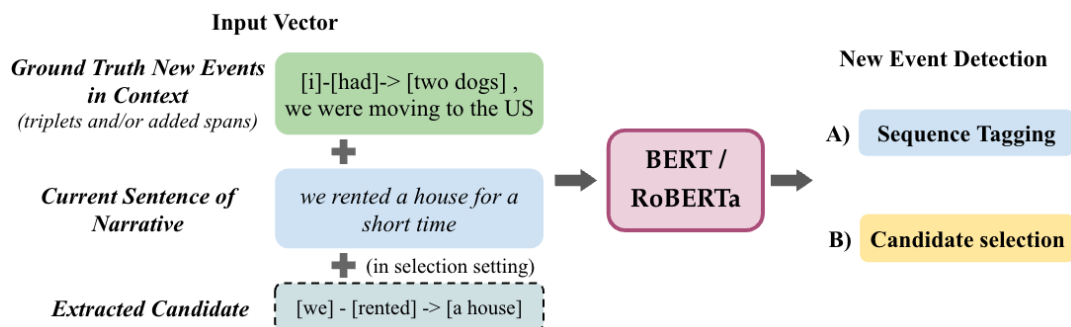 Input Vector
Ground Truth New Events
in Context
(triplets and/or added spans)
[i]-[had]-> [two dogs] ,
we were moving to the US
Current Sentence of
Narrative
we rented a house for a
short time
(in selection setting)
Extracted Candidate
[we] - [rented] -> [a house]
BERT /
RoBERTa
New Event Detection
A) Sequence Tagging
B) Candidate selection